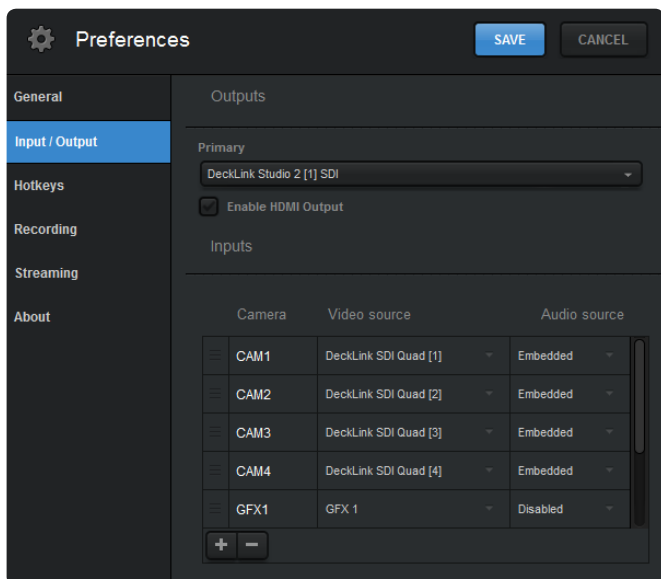 Preferences
SAVE
CANCEL
General
Input / Output
Hotkeys
Recording
Streaming
About
Outputs
Primary
DeckLink Studio 2 [1] SDI
Enable HDMI Output
Inputs
Camera Video source Audio source
CAM1 DeckLink SDI Quad [1] Embedded
CAM2 DeckLink SDI Quad [2] Embedded
CAM3 DeckLink SDI Quad [3] Embedded
CAM4 DeckLink SDI Quad [4] Embedded
GFX1 GFX 1 Disabled
+ −